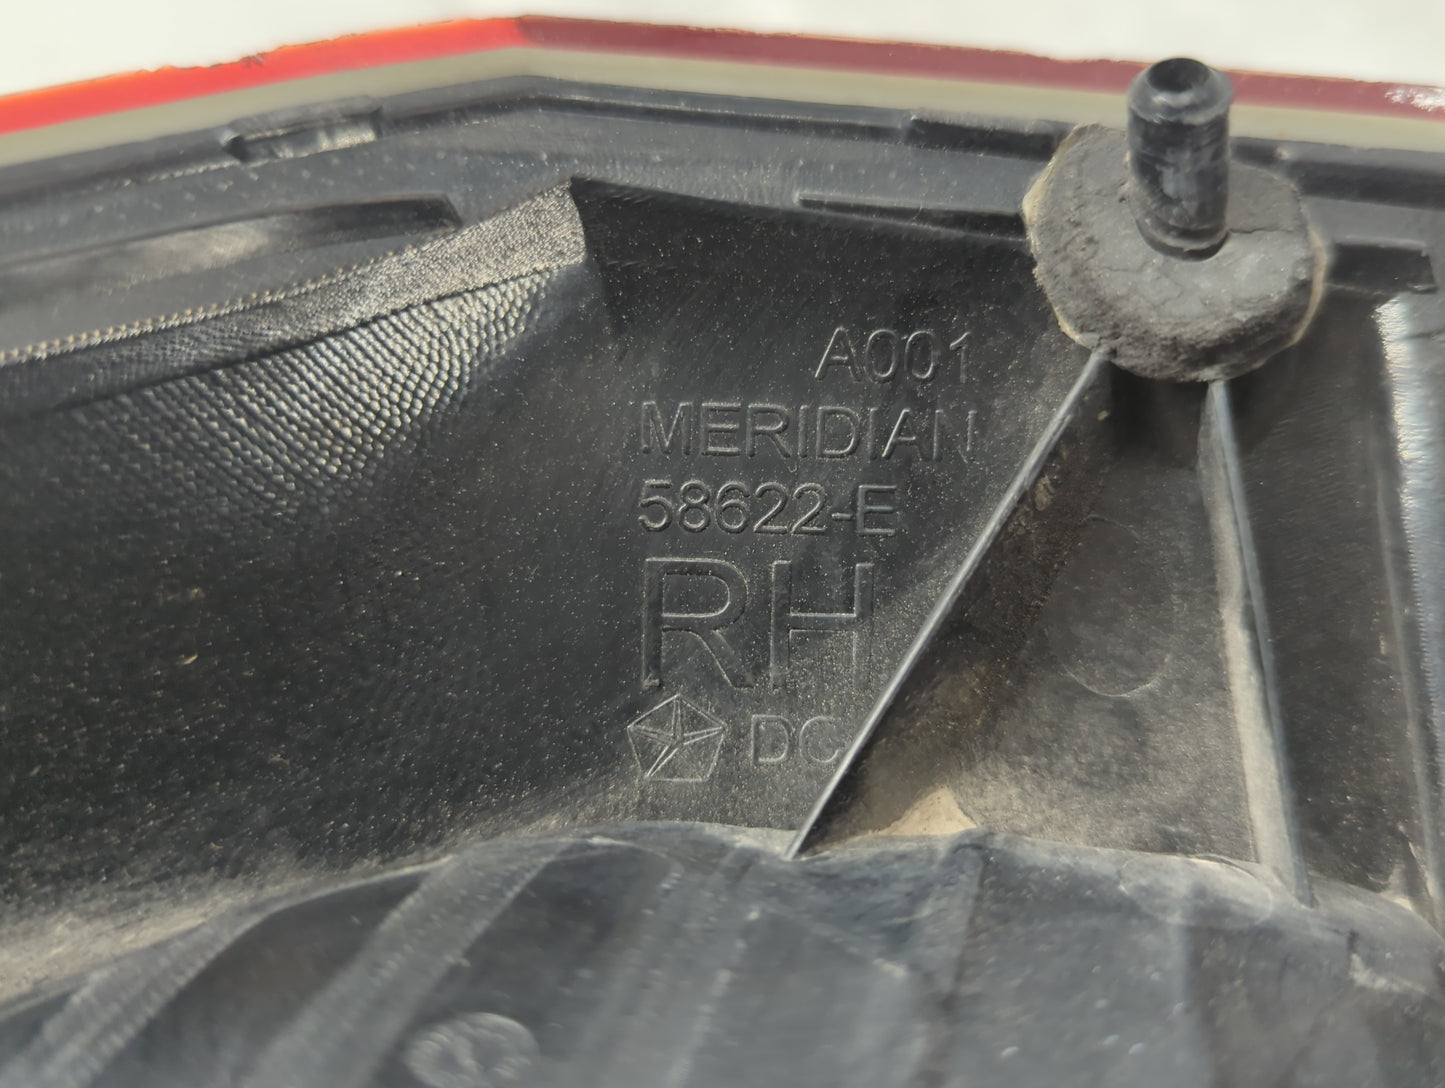 A001
MERIDIAN
58622-E
RH
DC